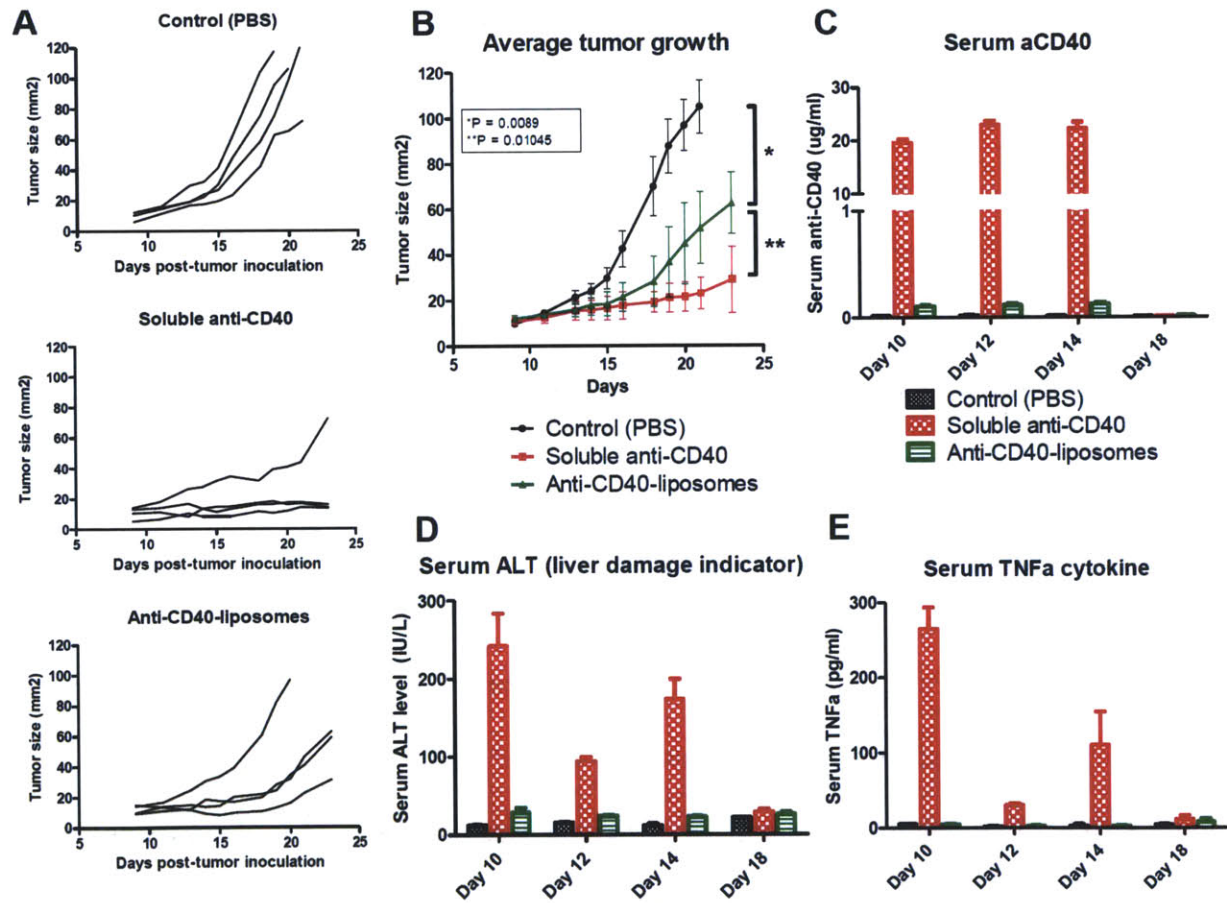 A
Control (PBS)
Tumor size (mm2)
120
100
80
60
40
20
0
5
10
15
20
25
Days post-tumor inoculation
Soluble anti-CD40
Tumor size (mm2)
120
100
80
60
40
20
0
5
10
15
20
25
Days post-tumor inoculation
Anti-CD40-liposomes
Tumor size (mm2)
120
100
80
60
40
20
0
5
10
15
20
25
Days post-tumor inoculation
B
Average tumor growth
Tumor size (mm2)
120
100
80
60
40
20
0
*P = 0.0089
**P = 0.01045
*
**
5
10
15
20
25
Days
Control (PBS)
Soluble anti-CD40
Anti-CD40-liposomes
C
Serum aCD40
Serum anti-CD40 (ug/ml)
30
20
10
1
0
Day 10
Day 12
Day 14
Day 18
Control (PBS)
Soluble anti-CD40
Anti-CD40-liposomes
D
Serum ALT (liver damage indicator)
Serum ALT level (IU/L)
300
200
100
0
Day 10
Day 12
Day 14
Day 18
E
Serum TNFa cytokine
Serum TNFa (pg/ml)
300
200
100
0
Day 10
Day 12
Day 14
Day 18